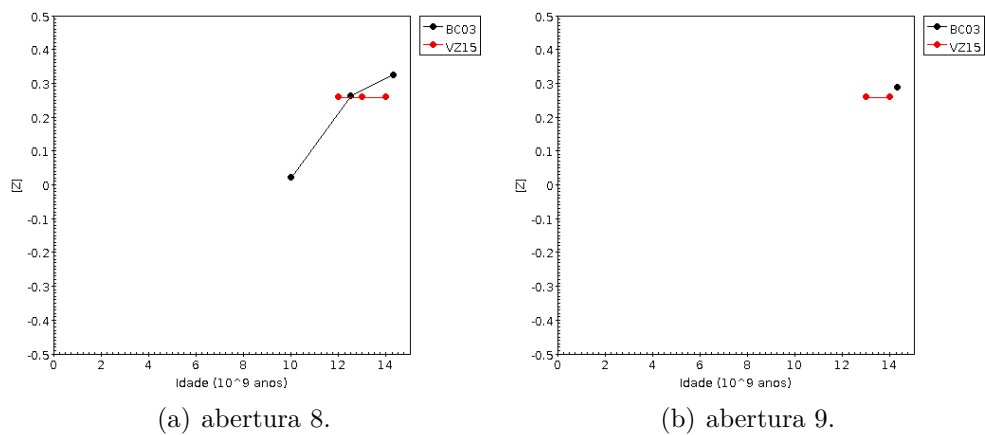 0.5
0.4
0.3
0.2
0.1
0
-0.1
-0.2
-0.3
-0.4
-0.5
[Z]
0 2 4 6 8 10 12 14
Idade (10^9 anos)
BC03
VZ15
(a) abertura 8.
0.5
0.4
0.3
0.2
0.1
0
-0.1
-0.2
-0.3
-0.4
-0.5
[Z]
0 2 4 6 8 10 12 14
Idade (10^9 anos)
BC03
VZ15
(b) abertura 9.